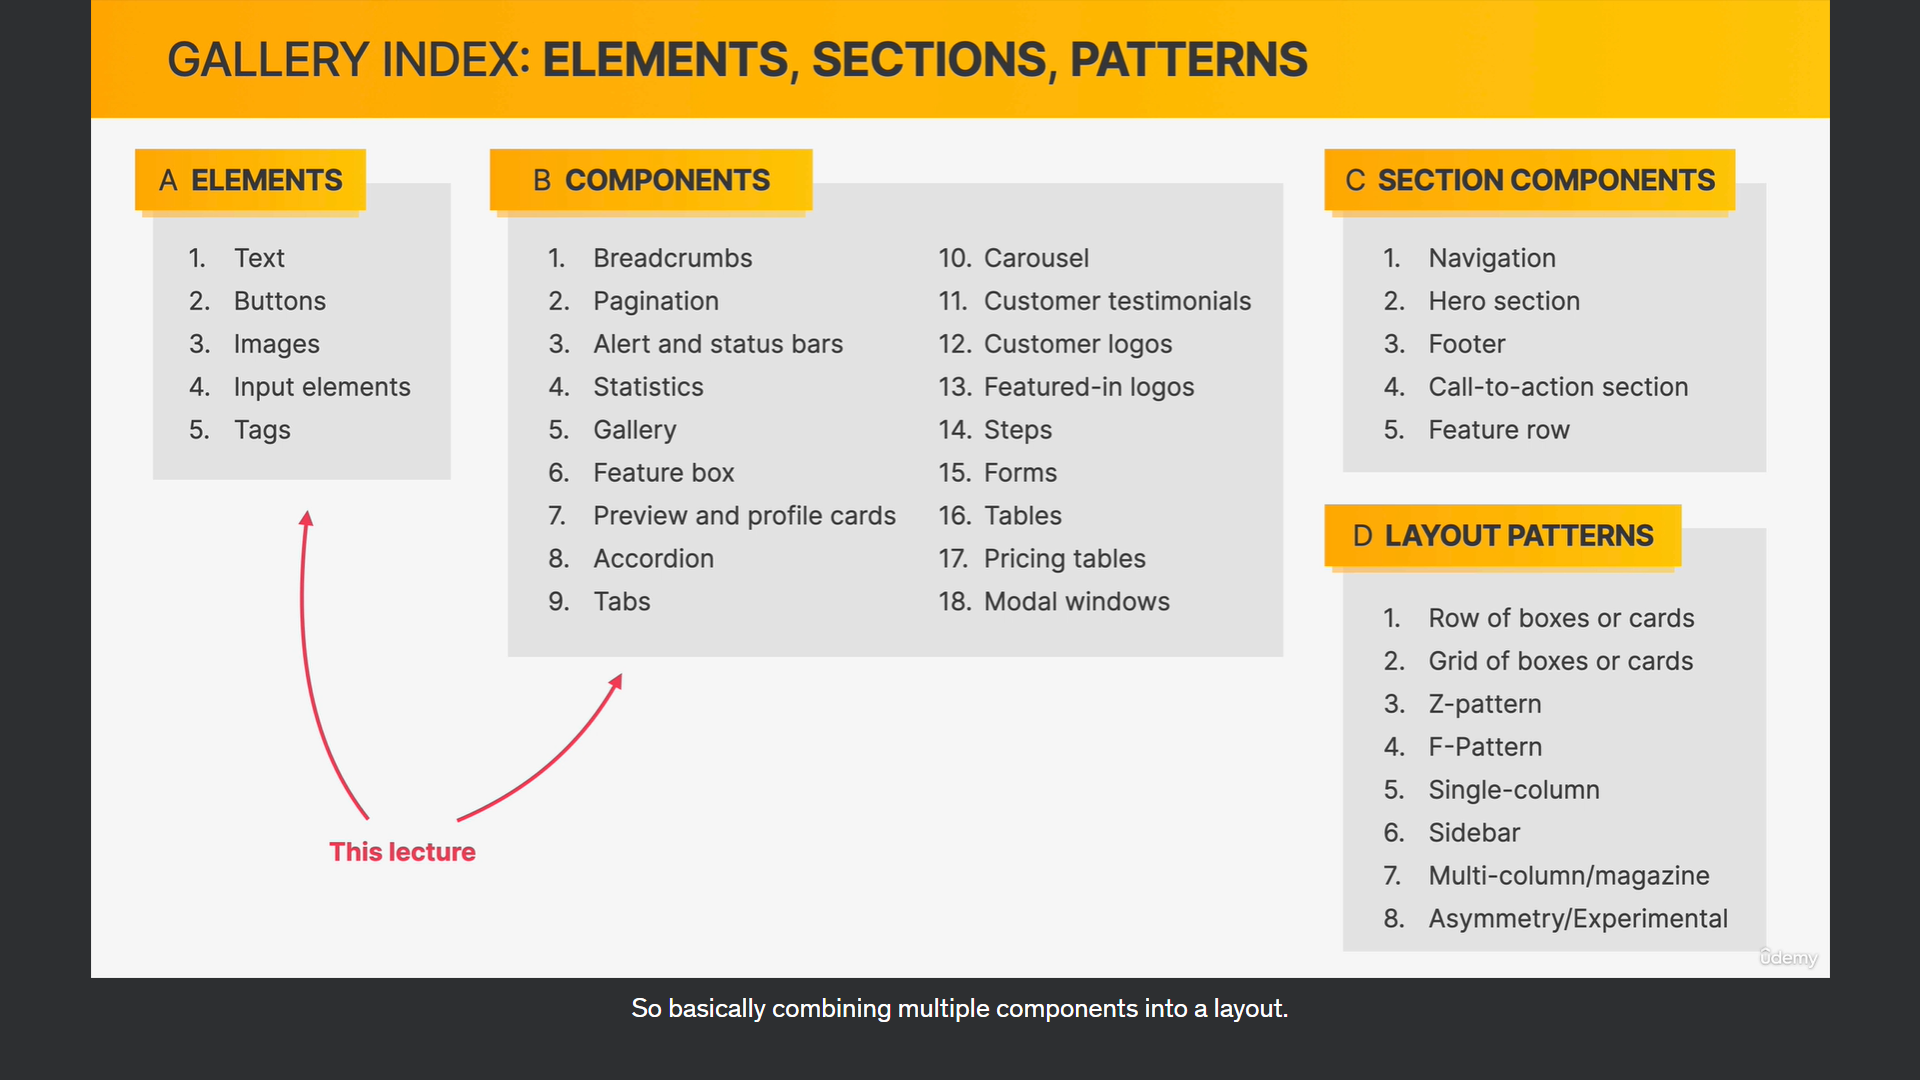 GALLERY INDEX: ELEMENTS, SECTIONS, PATTERNS
A ELEMENTS
1. Text
2. Buttons
3. Images
4. Input elements
5. Tags
B COMPONENTS
1. Breadcrumbs
2. Pagination
3. Alert and status bars
4. Statistics
5. Gallery
6. Feature box
7. Preview and profile cards
8. Accordion
9. Tabs
10. Carousel
11. Customer testimonials
12. Customer logos
13. Featured-in logos
14. Steps
15. Forms
16. Tables
17. Pricing tables
18. Modal windows
C SECTION COMPONENTS
1. Navigation
2. Hero section
3. Footer
4. Call-to-action section
5. Feature row
D LAYOUT PATTERNS
1. Row of boxes or cards
2. Grid of boxes or cards
3. Z-pattern
4. F-Pattern
5. Single-column
6. Sidebar
7. Multi-column/magazine
8. Asymmetry/Experimental
This lecture
ûdemy
So basically combining multiple components into a layout.